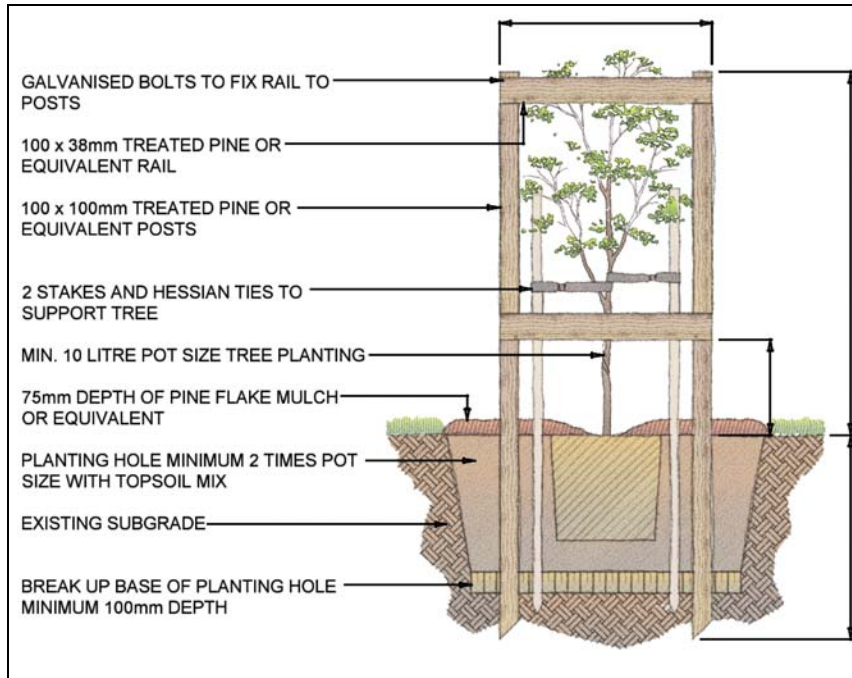 GALVANISED BOLTS TO FIX RAIL TO
POSTS
100 x 38mm TREATED PINE OR
EQUIVALENT RAIL
100 x 100mm TREATED PINE OR
EQUIVALENT POSTS
2 STAKES AND HESSIAN TIES TO
SUPPORT TREE
MIN. 10 LITRE POT SIZE TREE PLANTING
75mm DEPTH OF PINE FLAKE MULCH
OR EQUIVALENT
PLANTING HOLE MINIMUM 2 TIMES POT
SIZE WITH TOPSOIL MIX
EXISTING SUBGRADE
BREAK UP BASE OF PLANTING HOLE
MINIMUM 100mm DEPTH